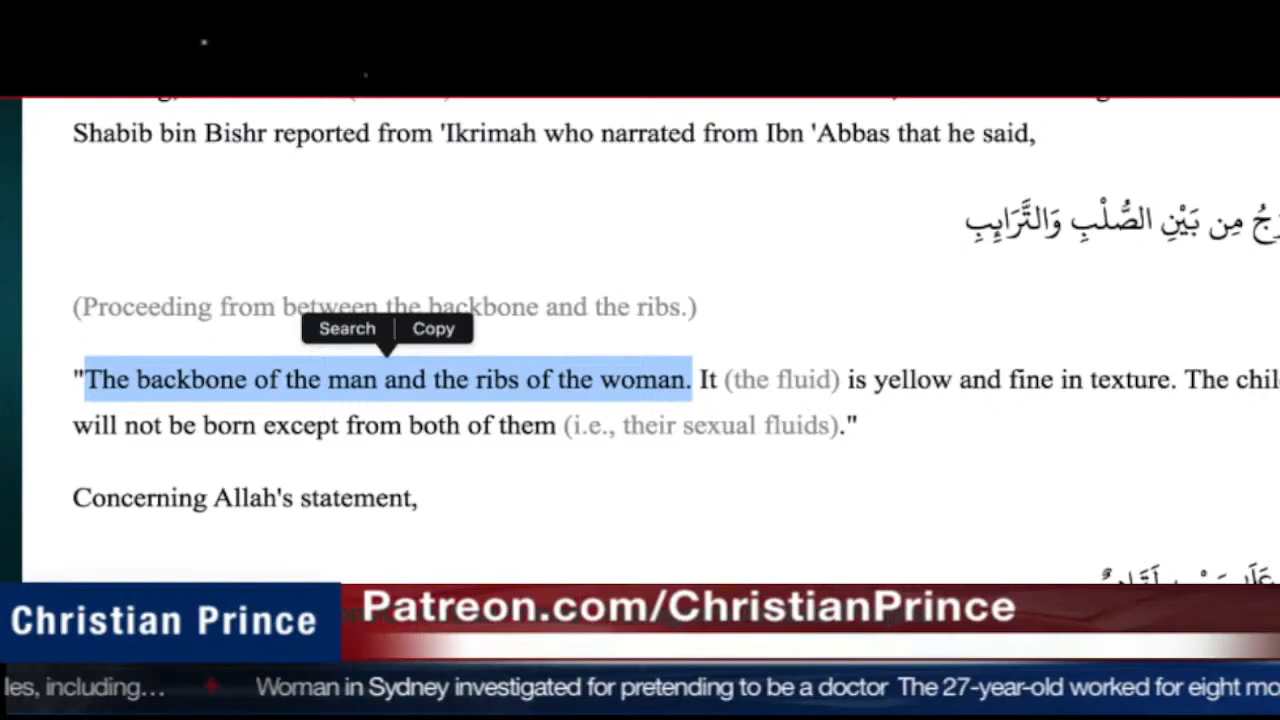 Shabib bin Bishr reported from 'Ikrimah who narrated from Ibn 'Abbas that he said,
مِن بَيْنِ الصُّلْبِ وَالتَّرَايِبِ
(Proceeding from between the backbone and the ribs.)
Search Copy
"The backbone of the man and the ribs of the woman. It (the fluid) is yellow and fine in texture. The
will not be born except from both of them (i.e., their sexual fluids)."
Concerning Allah's statement,
Christian Prince
Patreon.com/ChristianPrince
les, including… Woman in Sydney investigated for pretending to be a doctor The 27-year-old worked for eight